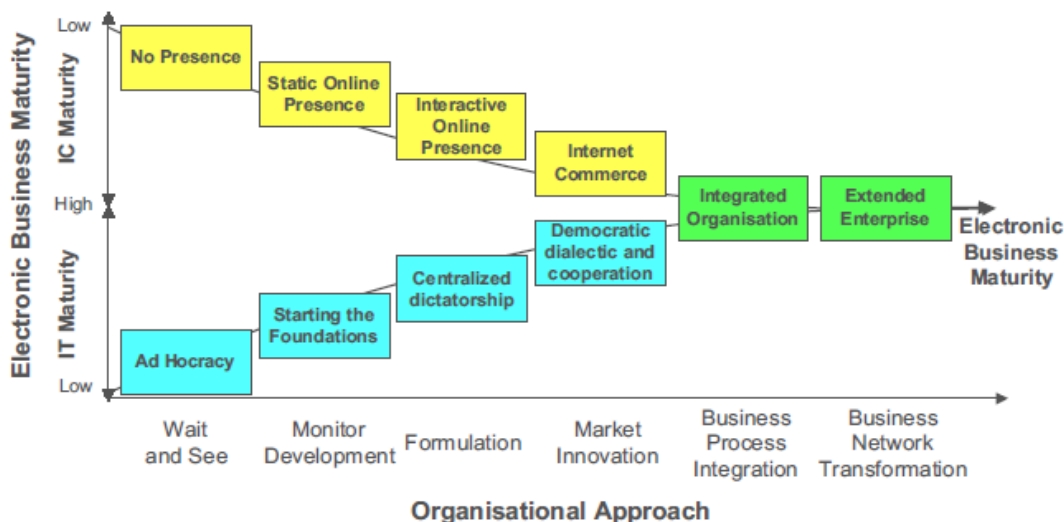 Electronic Business Maturity
IC Maturity
IT Maturity
Low
High
Low
No Presence
Static Online
Presence
Interactive
Online
Presence
Internet
Commerce
Integrated
Organisation
Extended
Enterprise
Electronic
Business
Maturity
Ad Hocracy
Starting the
Foundations
Centralized
dictatorship
Democratic
dialectic and
cooperation
Wait
and See
Monitor
Development
Formulation
Market
Innovation
Business
Process
Integration
Business
Network
Transformation
Organisational Approach